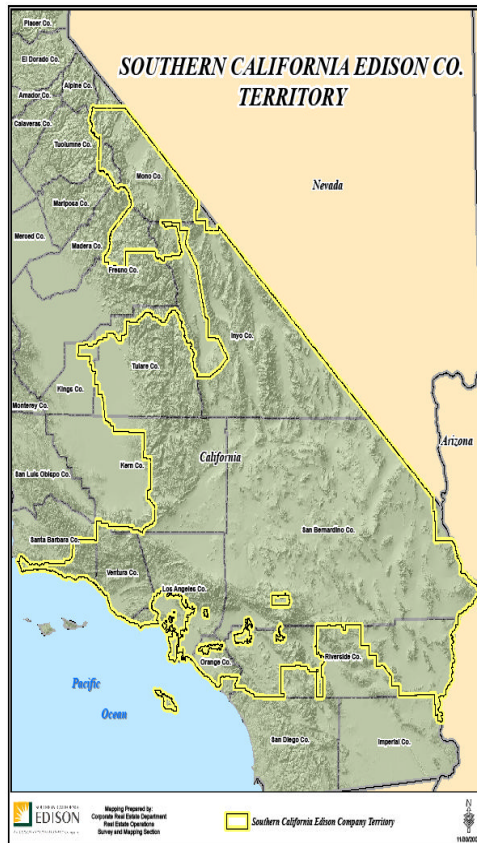 SOUTHERN CALIFORNIA EDISON CO.
TERRITORY
Placer Co.
El Dorado Co.
Alpine Co.
Amador Co.
Calaveras Co.
Tuolumne Co.
Mono Co.
Nevada
Mariposa Co.
Merced Co.
Madera Co.
Fresno Co.
Inyo Co.
Tulare Co.
Kings Co.
Monterey Co.
Arizona
Kern Co.
California
San Luis Obispo Co.
San Bernardino Co.
Santa Barbara Co.
Ventura Co.
Los Angeles Co.
Orange Co.
Riverside Co.
Pacific
Ocean
San Diego Co.
Imperial Co.
SOUTHERN CALIFORNIA
EDISON
Mapping Prepared by:
Corporate Real Estate Department
Real Estate Operations
Survey and Mapping Section
Southern California Edison Company Territory
N